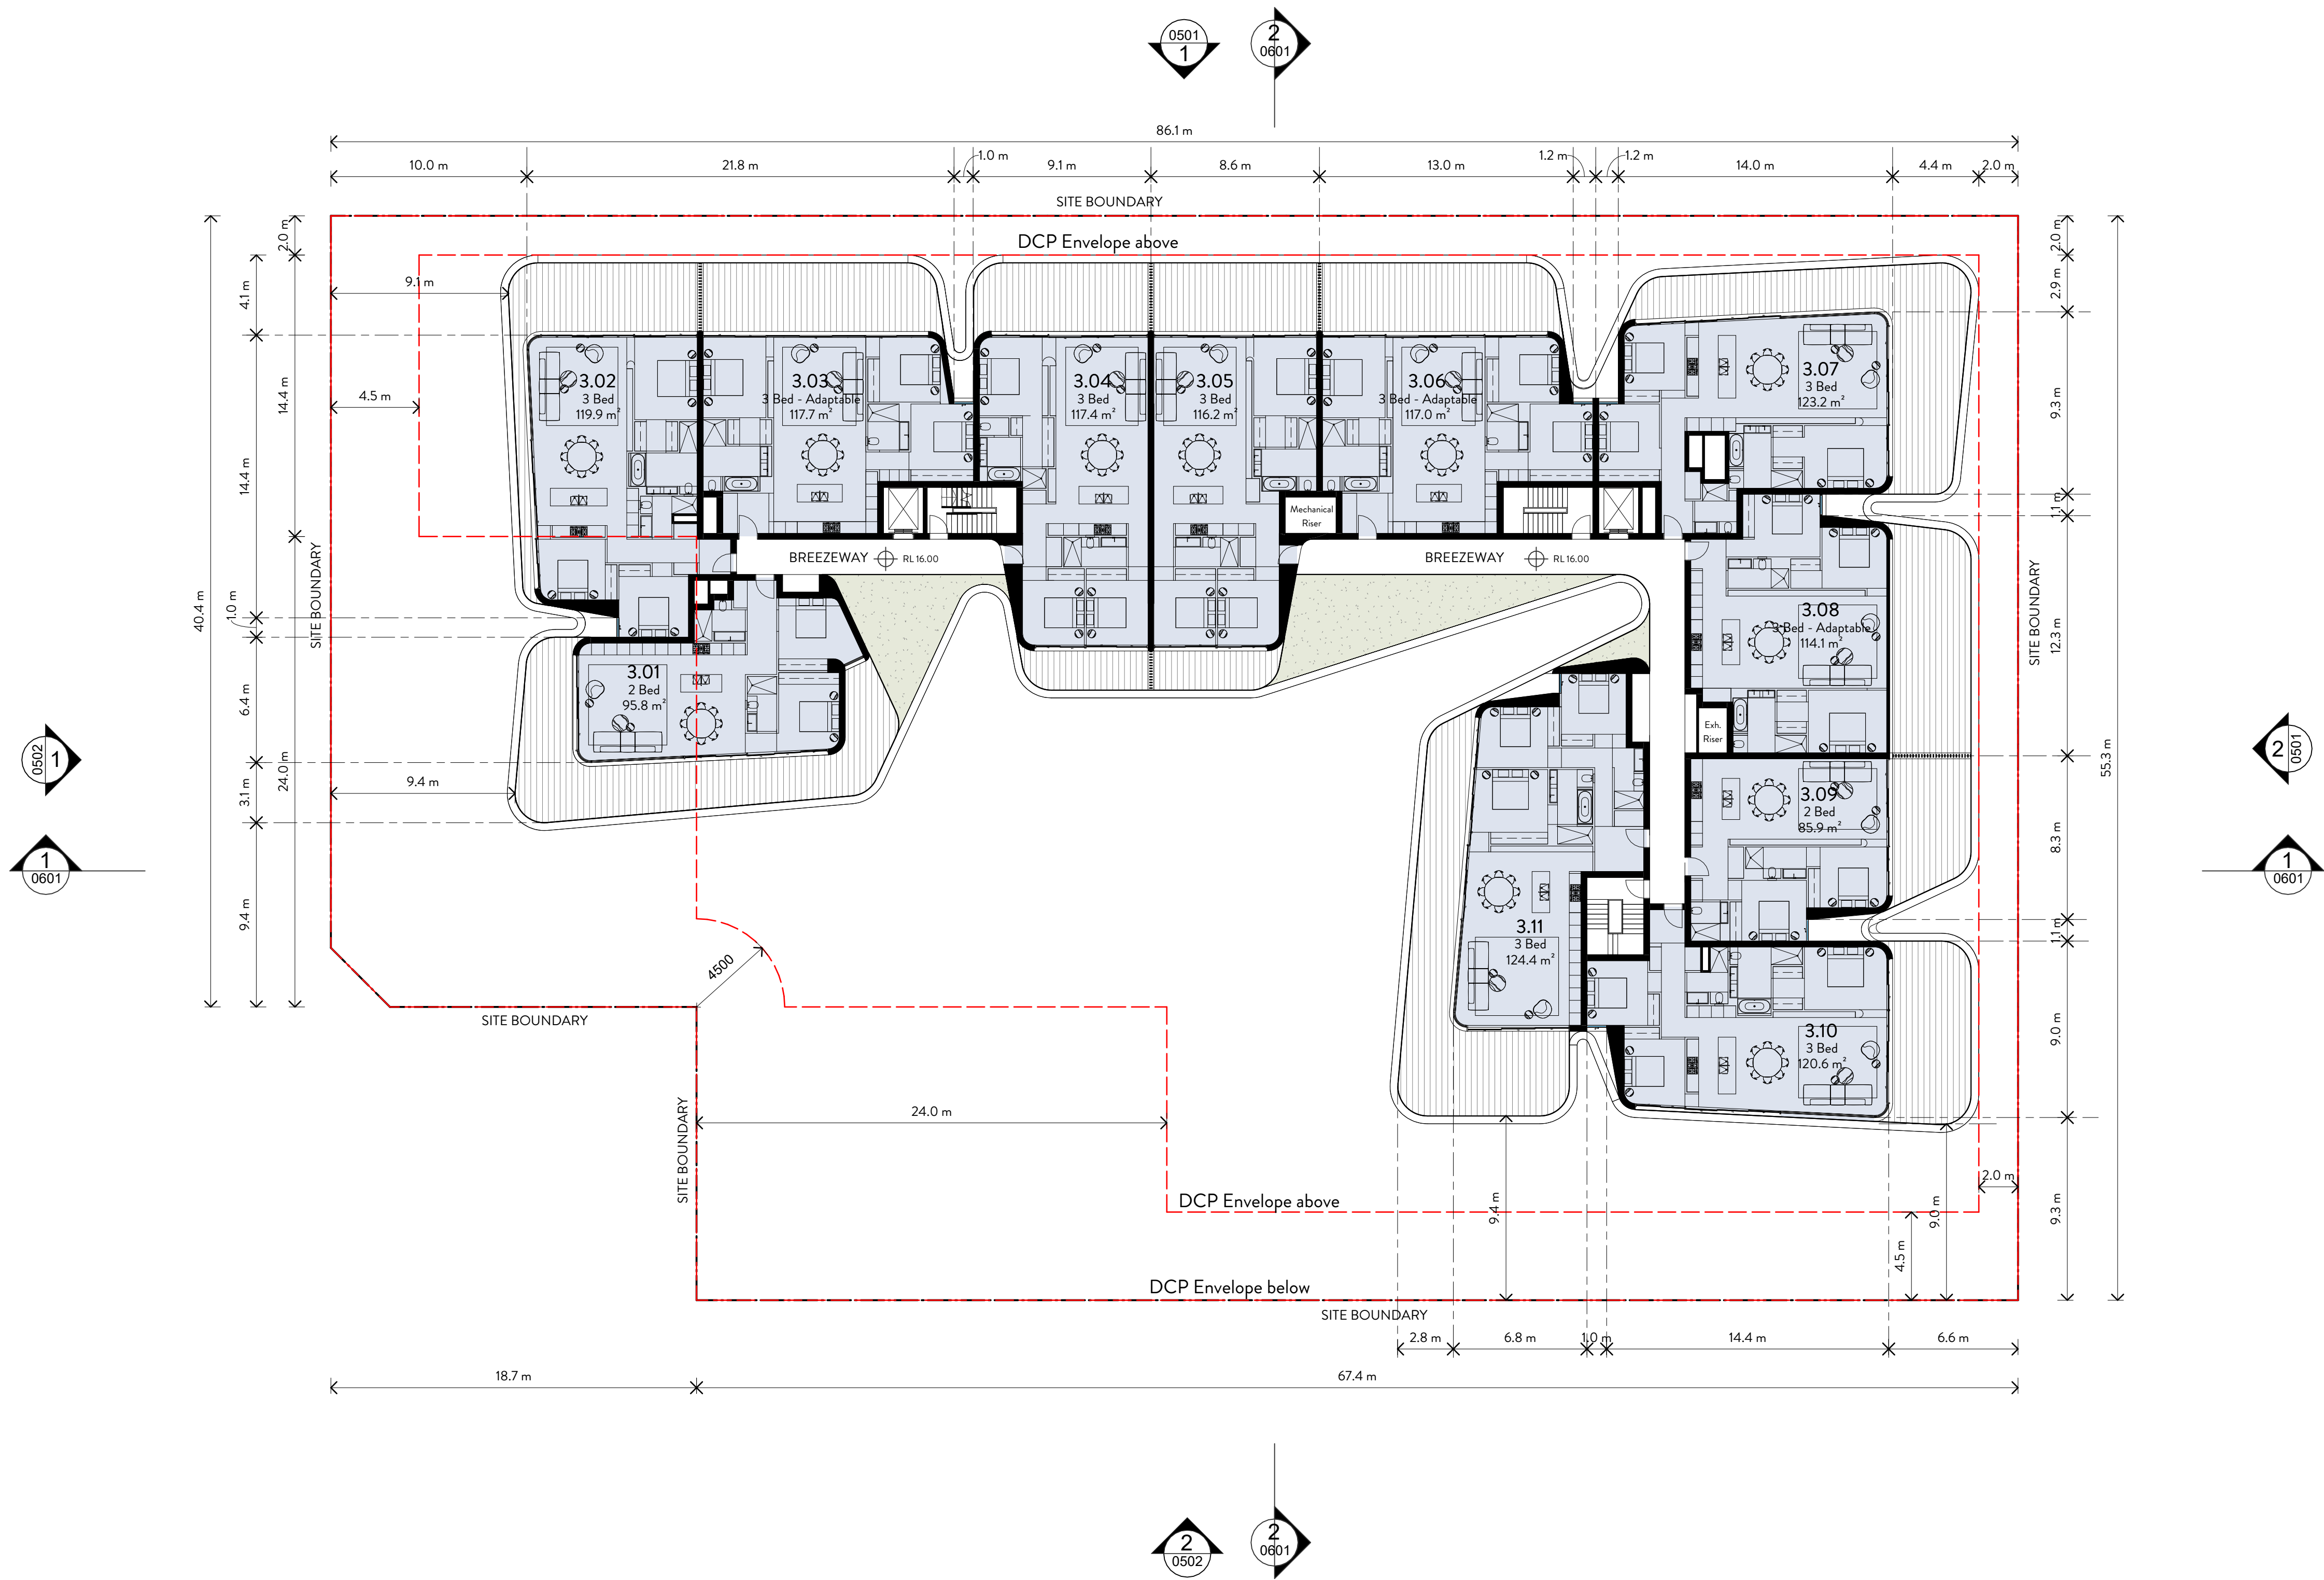 0501
1
2
0601
86.1 m
10.0 m
21.8 m
1.0 m
9.1 m
8.6 m
13.0 m
1.2 m
1.2 m
14.0 m
4.4 m
2.0 m
SITE BOUNDARY
DCP Envelope above
2.0 m
4.1 m
9.1 m
14.4 m
4.5 m
14.4 m
40.4 m
1.0 m
SITE BOUNDARY
6.4 m
24.0 m
3.1 m
9.4 m
9.4 m
3.02
3 Bed
119.9 m²
3.03
3 Bed - Adaptable
117.7 m²
3.04
3 Bed
117.4 m²
3.05
3 Bed
116.2 m²
3.06
3 Bed - Adaptable
117.0 m²
3.07
3 Bed
123.2 m²
Mechanical
Riser
BREEZEWAY
RL 16.00
BREEZEWAY
RL 16.00
3.01
2 Bed
95.8 m²
3.08
3 Bed - Adaptable
114.1 m²
Exh.
Riser
3.09
2 Bed
85.9 m²
3.11
3 Bed
124.4 m²
3.10
3 Bed
120.6 m²
2.0 m
2.9 m
9.3 m
1.1 m
12.3 m
SITE BOUNDARY
55.3 m
8.3 m
1.1 m
9.0 m
9.3 m
0502
1
1
0601
2
0501
1
0601
4500
SITE BOUNDARY
SITE BOUNDARY
24.0 m
DCP Envelope above
9.4 m
2.0 m
9.0 m
4.5 m
DCP Envelope below
SITE BOUNDARY
2.8 m
6.8 m
1.0 m
14.4 m
6.6 m
18.7 m
67.4 m
2
0502
2
0601